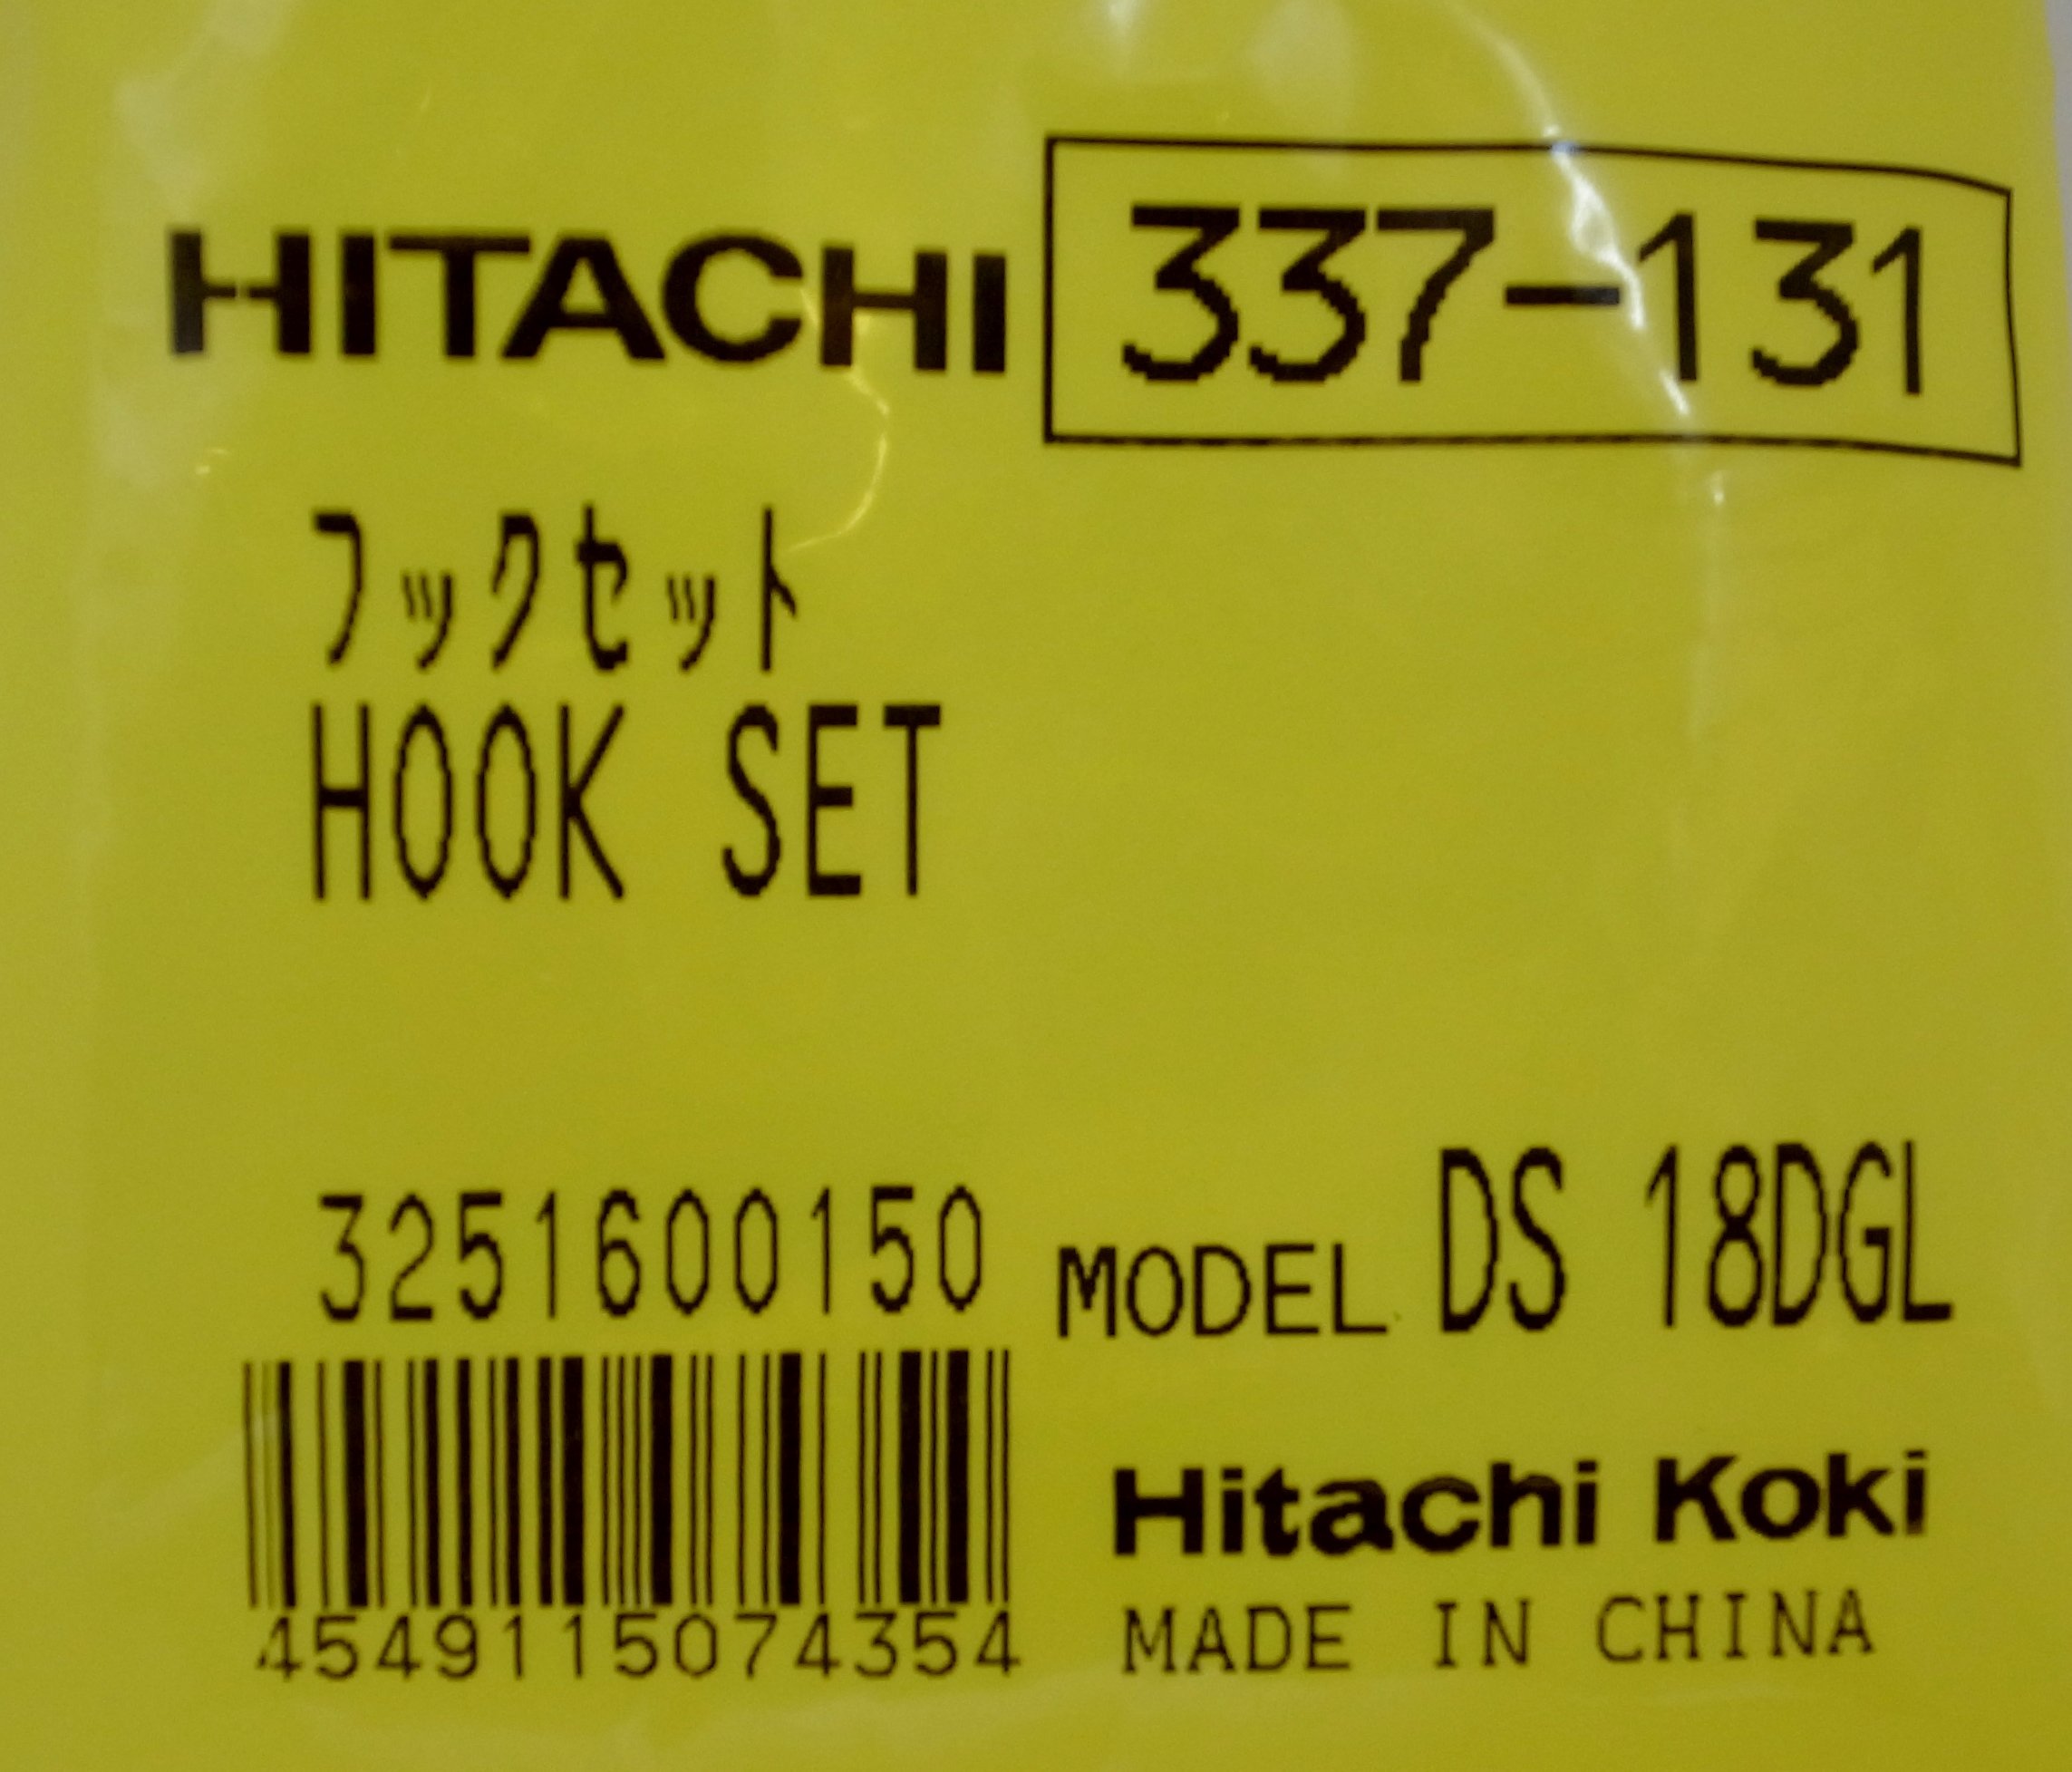 HITACHI 337-131
フックセット
HOOK SET
3251600150 MODEL DS 18DGL
Hitachi Koki
4549115074354 MADE IN CHINA